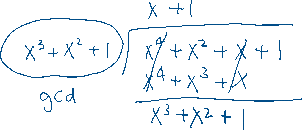 x + 1
x³ + x² + 1 x⁴ + x² + x + 1
x⁴ + x³ + x
gcd
x³ + x² + 1